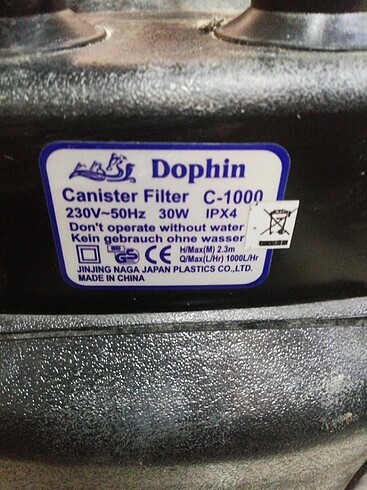 Dophin
Canister Filter C-1000
230V~50Hz 30W IPX4
Don't operate without water
Kein gebrauch ohne wasser
H/Max(M) 2.3m
Q/Max(L/Hr) 1000L/Hr
JINJING NAGA JAPAN PLASTICS CO.,LTD.
MADE IN CHINA